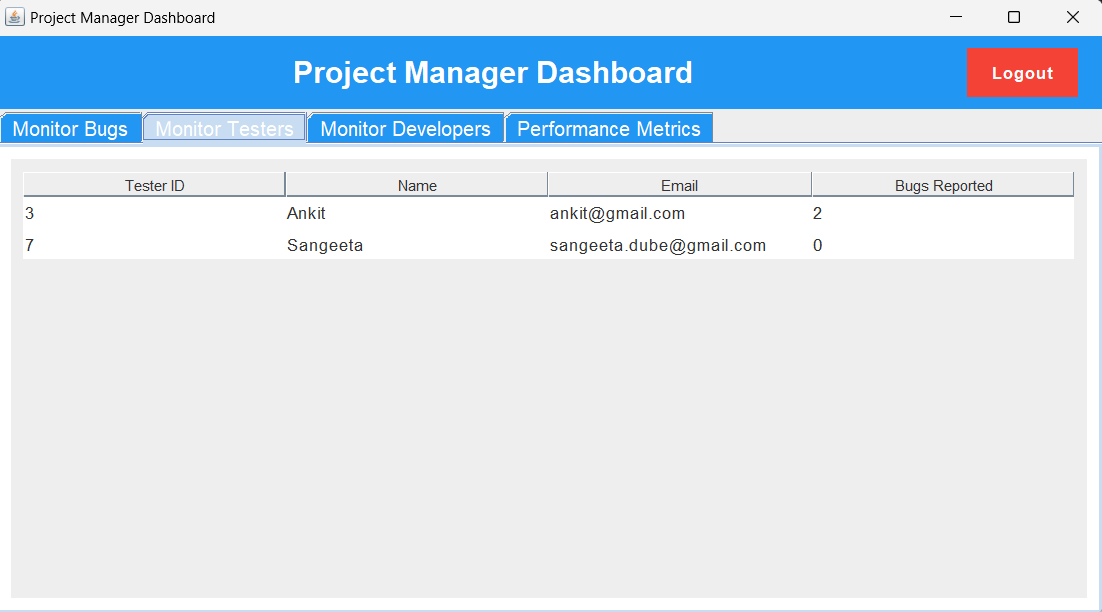 Project Manager Dashboard
Project Manager Dashboard
Logout
Monitor Bugs Monitor Testers Monitor Developers Performance Metrics
Tester ID Name Email Bugs Reported
3 Ankit ankit@gmail.com 2
7 Sangeeta sangeeta.dube@gmail.com 0